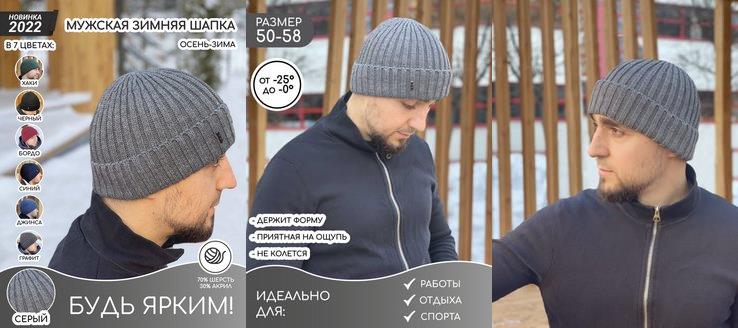 НОВИНКА
2022
МУЖСКАЯ ЗИМНЯЯ ШАПКА
ОСЕНЬ-ЗИМА
В 7 ЦВЕТАХ:
ХАКИ
ЧЕРНЫЙ
БОРДО
СИНИЙ
ДЖИНСА
ГРАФИТ
СЕРЫЙ
70% ШЕРСТЬ
30% АКРИЛ
БУДЬ ЯРКИМ!
РАЗМЕР
50-58
ОТ -25°
ДО -0°
- ДЕРЖИТ ФОРМУ
- ПРИЯТНАЯ НА ОЩУПЬ
- НЕ КОЛЕТСЯ
ИДЕАЛЬНО
ДЛЯ:
РАБОТЫ
ОТДЫХА
СПОРТА